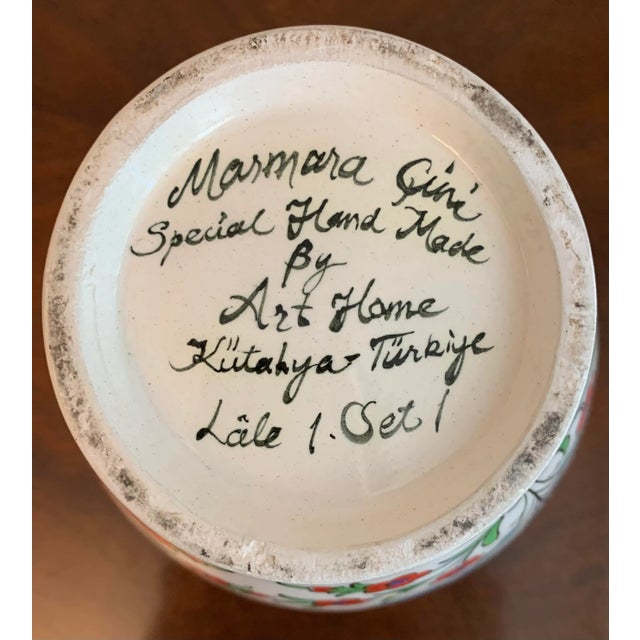 Marmara Çini
Special Hand Made
By
Art Home
Kütahya-Türkiye
Lâle 1. Set 1